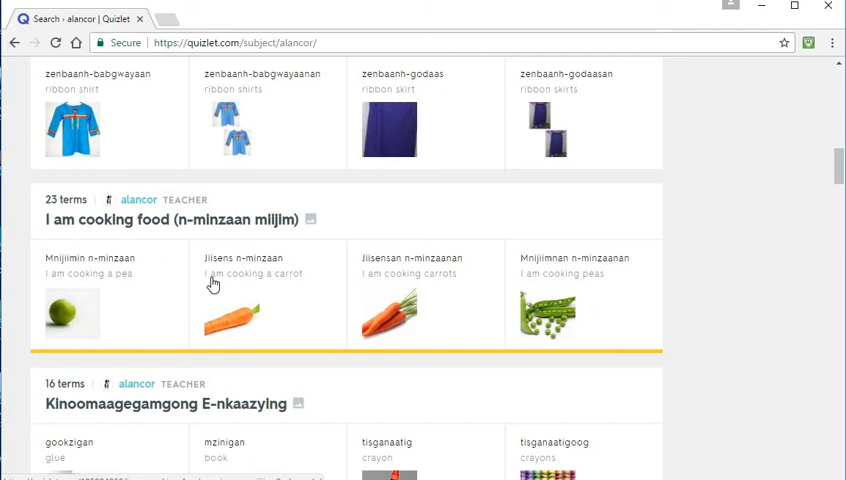 Search › alancor | Quizlet
Secure https://quizlet.com/subject/alancor/
zenbaanh-babgwayaan zenbaanh-babgwayaanan zenbaanh-godaas zenbaanh-godaasan
ribbon shirt ribbon shirts ribbon skirt ribbon skirts
23 terms alancor TEACHER
I am cooking food (n-minzaan miijim)
Mnijiimin n-minzaan Jiisens n-minzaan Jiisensan n-minzaanan Mnijiimnan n-minzaanan
I am cooking a pea I am cooking a carrot I am cooking carrots I am cooking peas
16 terms alancor TEACHER
Kinoomaagegamgong E-nkaazying
gookzigan mzinigan tisganaatig tisganaatigoog
glue book crayon crayons